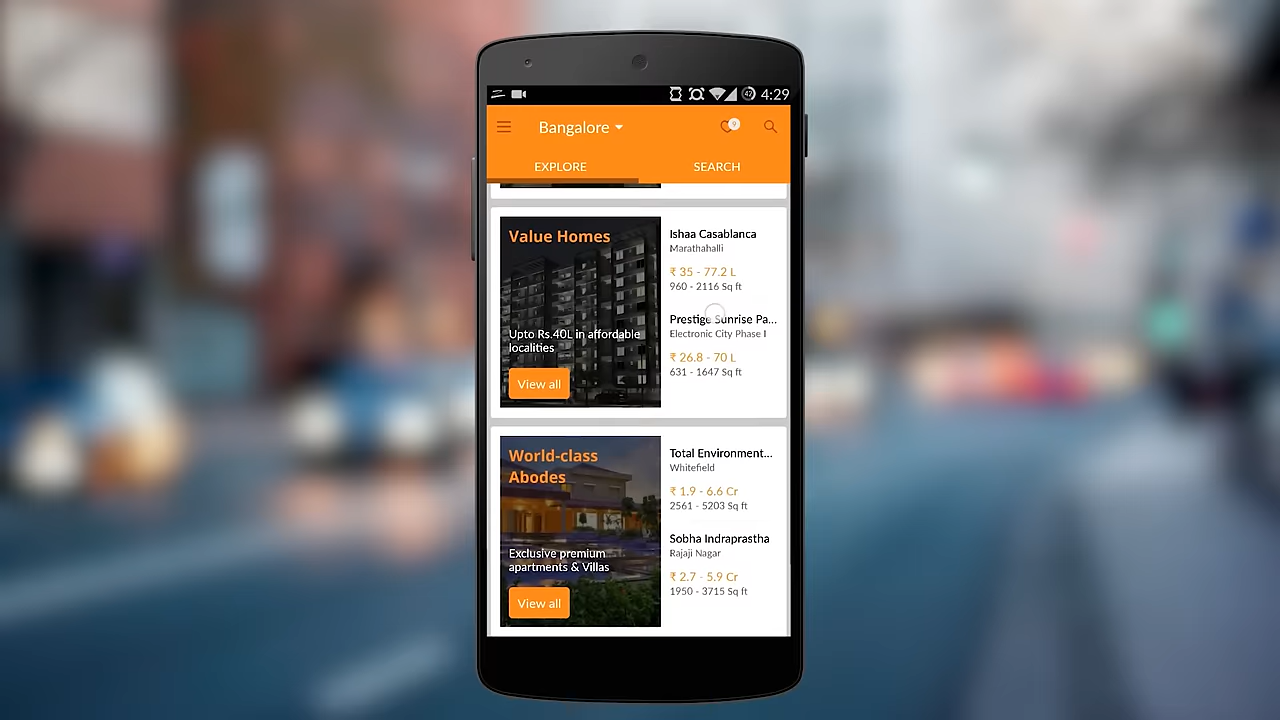 42 4:29
Bangalore
9
EXPLORE
SEARCH
Value Homes
Upto Rs.40L in affordable
localities
View all
Ishaa Casablanca
Marathahalli
₹ 35 - 77.2 L
960 - 2116 Sq ft
Prestige Sunrise Pa...
Electronic City Phase I
₹ 26.8 - 70 L
631 - 1647 Sq ft
World-class
Abodes
Exclusive premium
apartments & Villas
View all
Total Environment...
Whitefield
₹ 1.9 - 6.6 Cr
2561 - 5203 Sq ft
Sobha Indraprastha
Rajaji Nagar
₹ 2.7 - 5.9 Cr
1950 - 3715 Sq ft